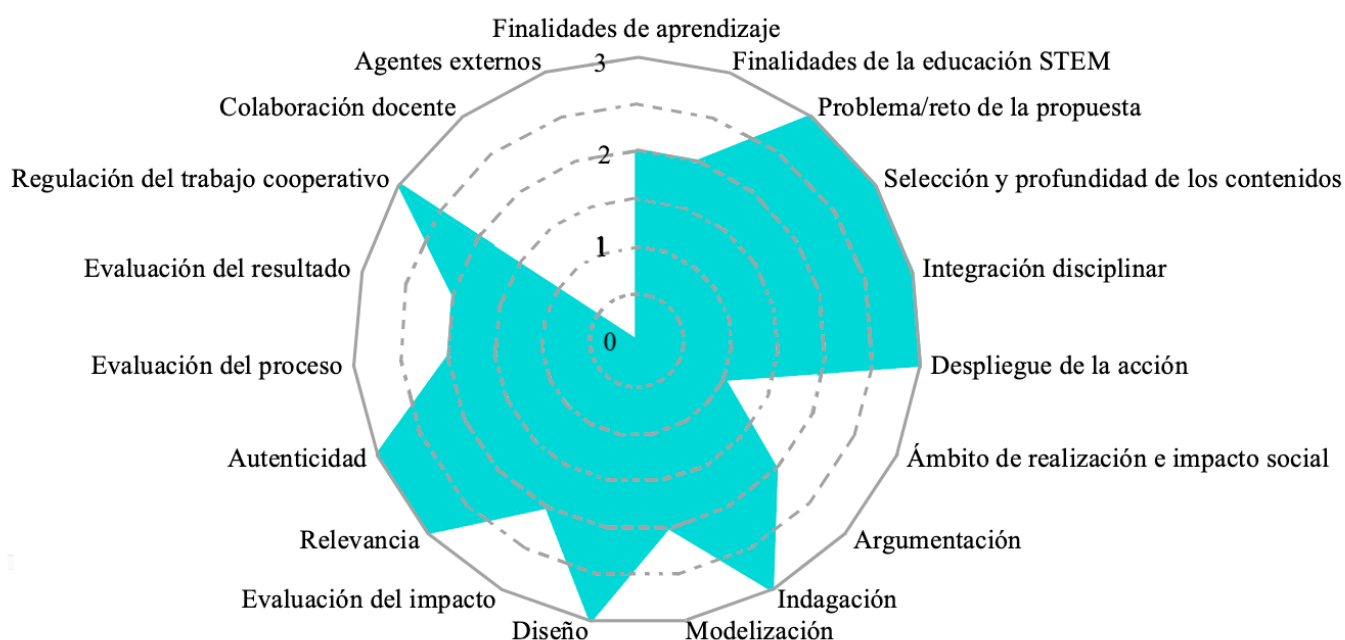 Finalidades de aprendizaje
Agentes externos
3
Finalidades de la educación STEM
Colaboración docente
Problema/reto de la propuesta
2
Regulación del trabajo cooperativo
Selección y profundidad de los contenidos
1
Evaluación del resultado
Integración disciplinar
0
Evaluación del proceso
Despliegue de la acción
Autenticidad
Ámbito de realización e impacto social
Relevancia
Argumentación
Evaluación del impacto
Indagación
Diseño
Modelización